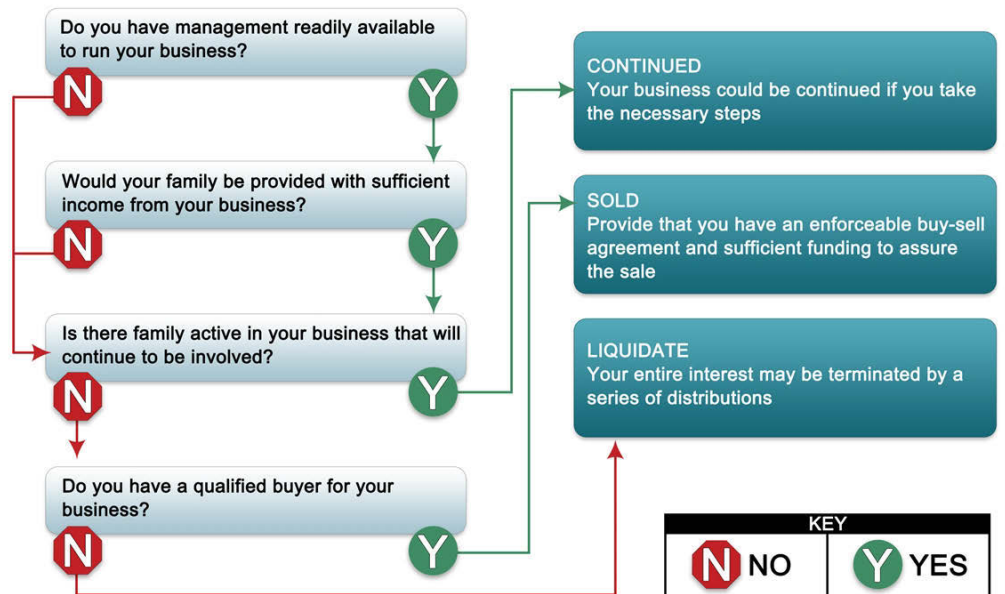 Do you have management readily available
to run your business?
N
Y
Would your family be provided with sufficient
income from your business?
N
Y
Is there family active in your business that will
continue to be involved?
N
Y
Do you have a qualified buyer for your
business?
N
Y
CONTINUED
Your business could be continued if you take
the necessary steps
SOLD
Provide that you have an enforceable buy-sell
agreement and sufficient funding to assure
the sale
LIQUIDATE
Your entire interest may be terminated by a
series of distributions
KEY
N NO
Y YES